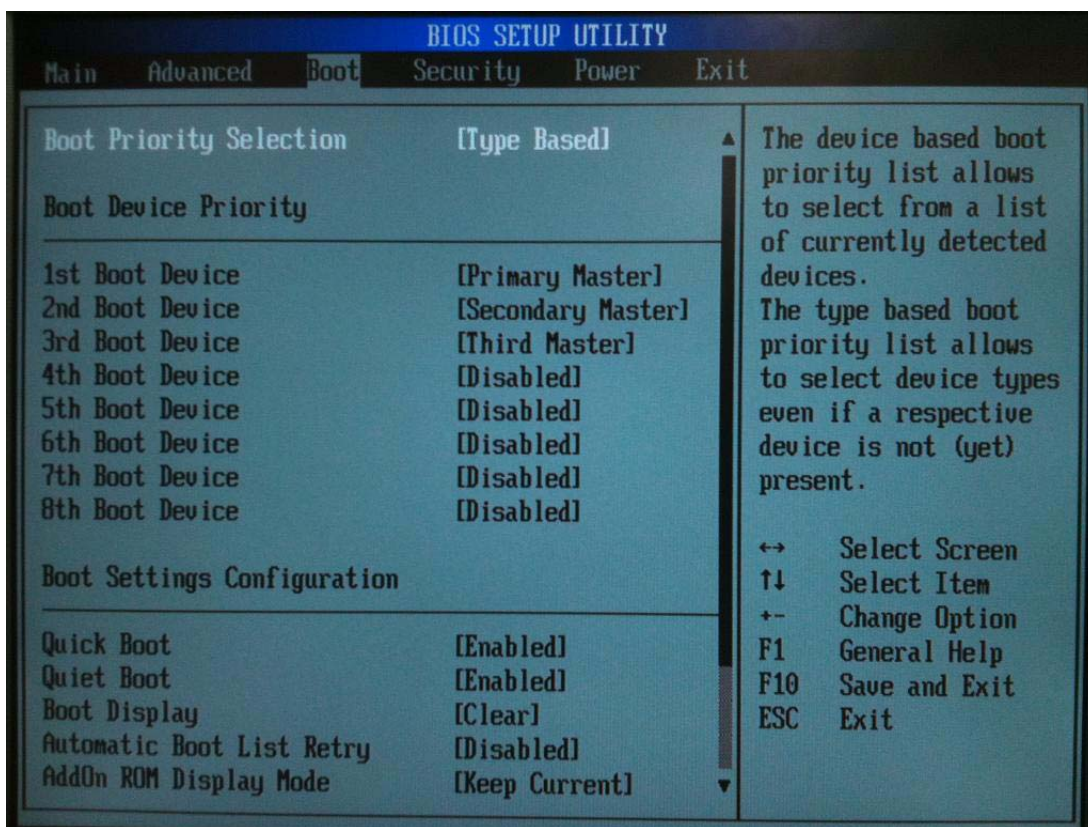 BIOS SETUP UTILITY
Main Advanced Boot Security Power Exit
Boot Priority Selection [Type Based]
Boot Device Priority
1st Boot Device [Primary Master]
2nd Boot Device [Secondary Master]
3rd Boot Device [Third Master]
4th Boot Device [Disabled]
5th Boot Device [Disabled]
6th Boot Device [Disabled]
7th Boot Device [Disabled]
8th Boot Device [Disabled]
Boot Settings Configuration
Quick Boot [Enabled]
Quiet Boot [Enabled]
Boot Display [Clear]
Automatic Boot List Retry [Disabled]
AddOn ROM Display Mode [Keep Current]
The device based boot
priority list allows
to select from a list
of currently detected
devices.
The type based boot
priority list allows
to select device types
even if a respective
device is not (yet)
present.
↔ Select Screen
↑↓ Select Item
+- Change Option
F1 General Help
F10 Save and Exit
ESC Exit